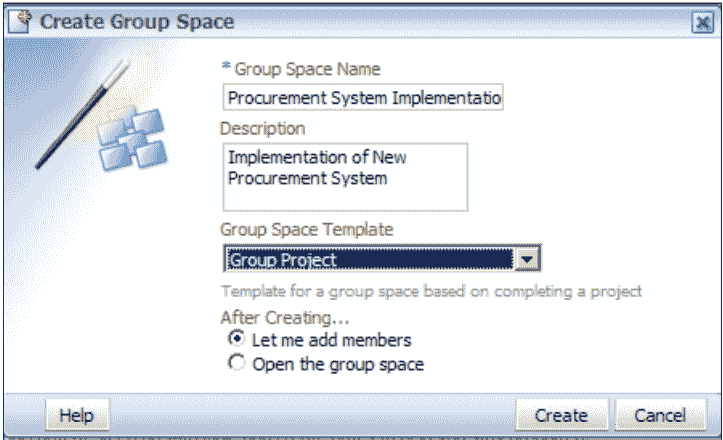 Create Group Space
* Group Space Name
Procurement System Implementatio
Description
Implementation of New
Procurement System
Group Space Template
Group Project
Template for a group space based on completing a project
After Creating...
Let me add members
Open the group space
Help
Create
Cancel